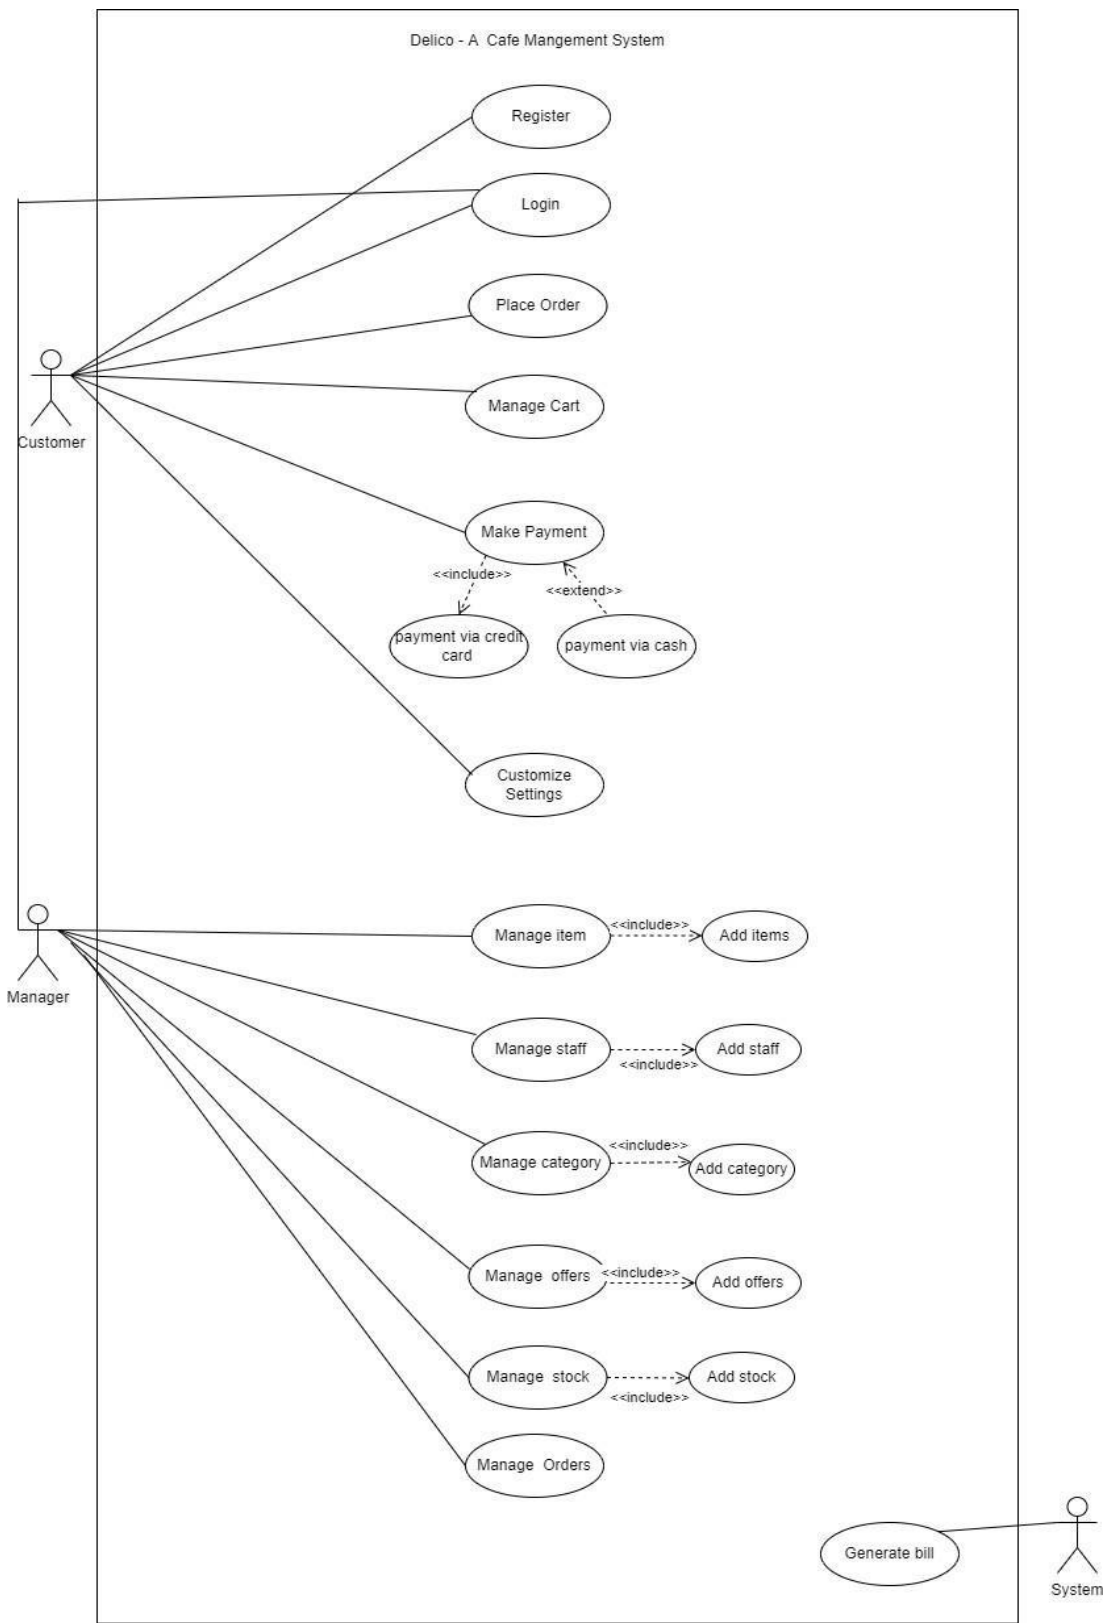 Delico - A  Cafe Mangement System
Register
Login
Place Order
Manage Cart
Customer
Make Payment
<<include>>
<<extend>>
payment via credit
card
payment via cash
Customize
Settings
Manage item
<<include>>
Add items
Manager
Manage staff
<<include>>
Add staff
Manage category
<<include>>
Add category
Manage  offers
<<include>>
Add offers
Manage  stock
<<include>>
Add stock
Manage  Orders
Generate bill
System